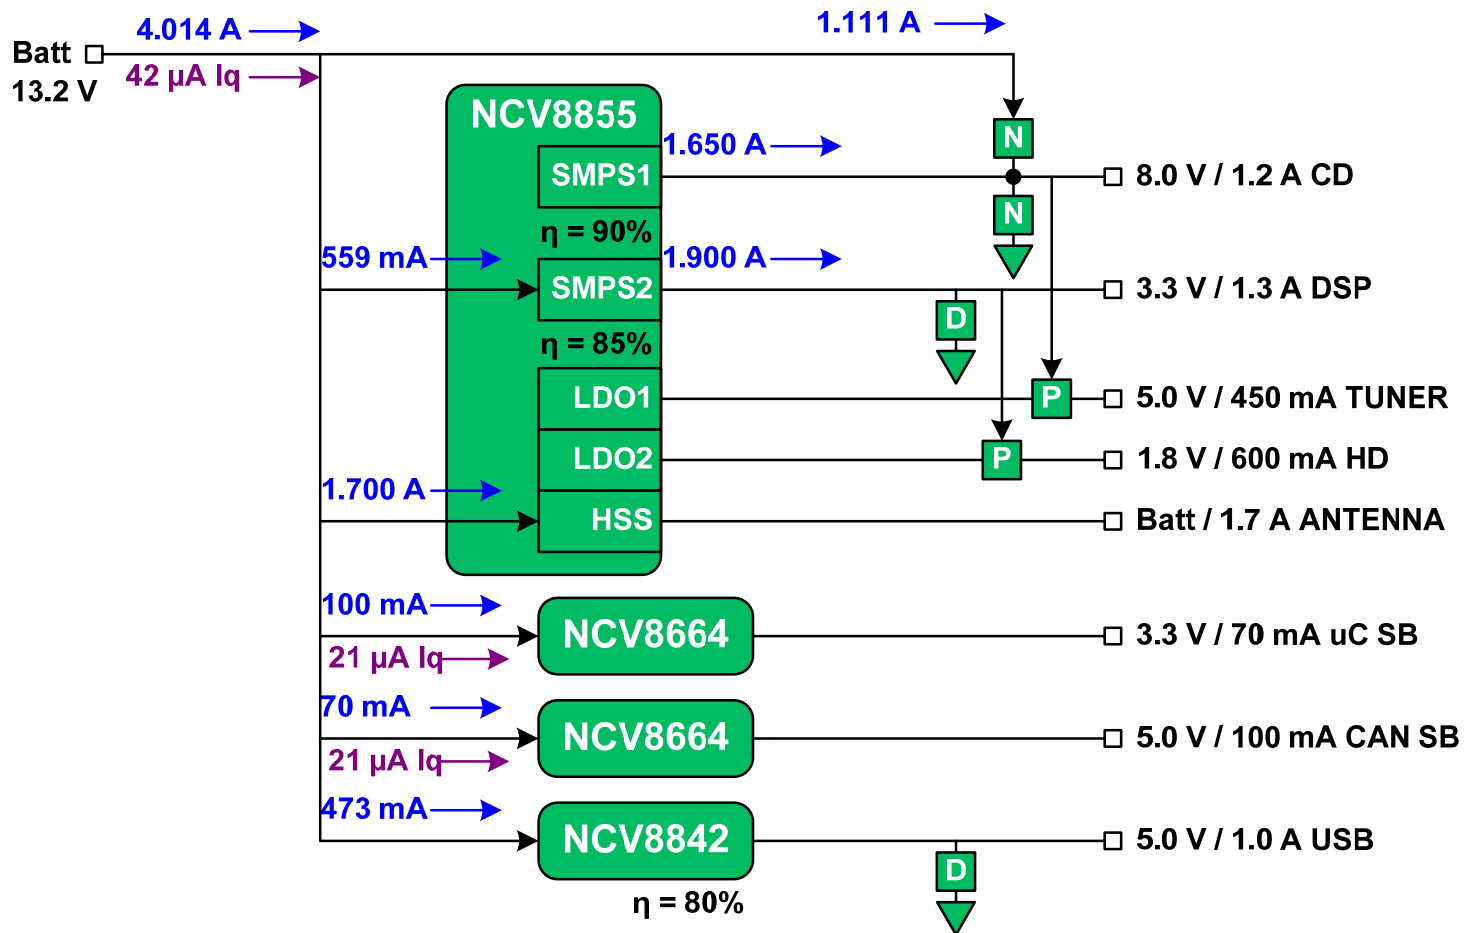 4.014 A
1.111 A
Batt
13.2 V
42 µA Iq
NCV8855
1.650 A
N
SMPS1
8.0 V / 1.2 A CD
N
η = 90%
559 mA
1.900 A
SMPS2
3.3 V / 1.3 A DSP
D
η = 85%
LDO1
P
5.0 V / 450 mA TUNER
LDO2
P
1.8 V / 600 mA HD
1.700 A
HSS
Batt / 1.7 A ANTENNA
100 mA
NCV8664
3.3 V / 70 mA uC SB
21 µA Iq
70 mA
NCV8664
5.0 V / 100 mA CAN SB
21 µA Iq
473 mA
NCV8842
5.0 V / 1.0 A USB
D
η = 80%